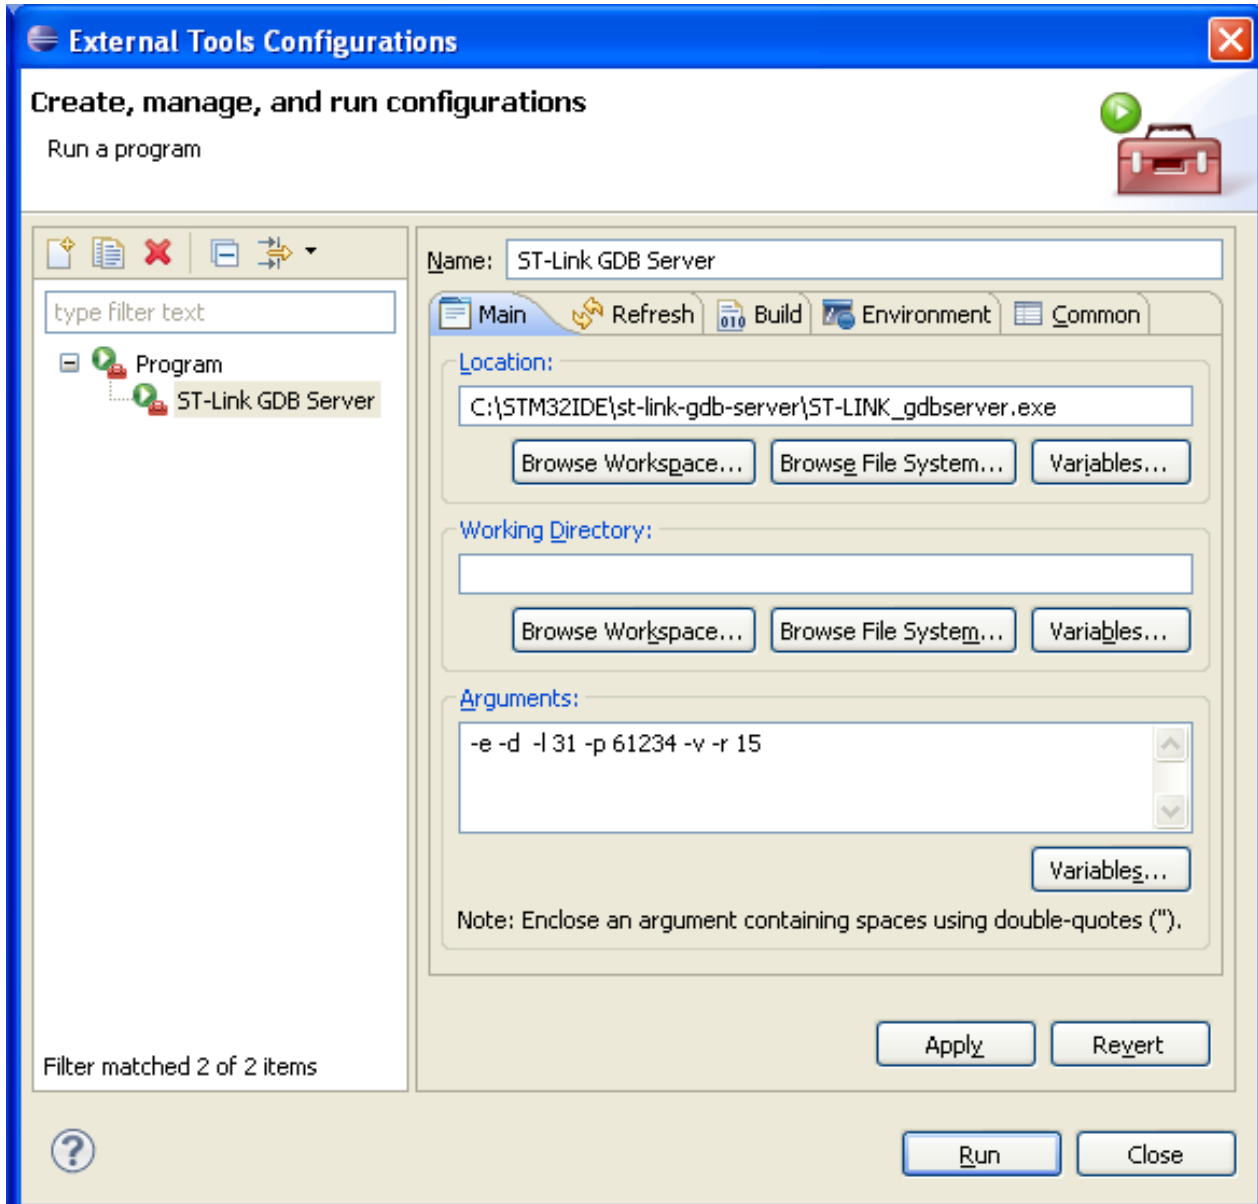 External Tools Configurations
Create, manage, and run configurations
Run a program
type filter text
Program
ST-Link GDB Server
Filter matched 2 of 2 items
Name: ST-Link GDB Server
Main Refresh 010 Build Environment Common
Location:
C:\STM32IDE\st-link-gdb-server\ST-LINK_gdbserver.exe
Browse Workspace... Browse File System... Variables...
Working Directory:
Browse Workspace... Browse File System... Variables...
Arguments:
-e -d  -l 31 -p 61234 -v -r 15
Variables...
Note: Enclose an argument containing spaces using double-quotes (").
Apply Revert
? Run Close